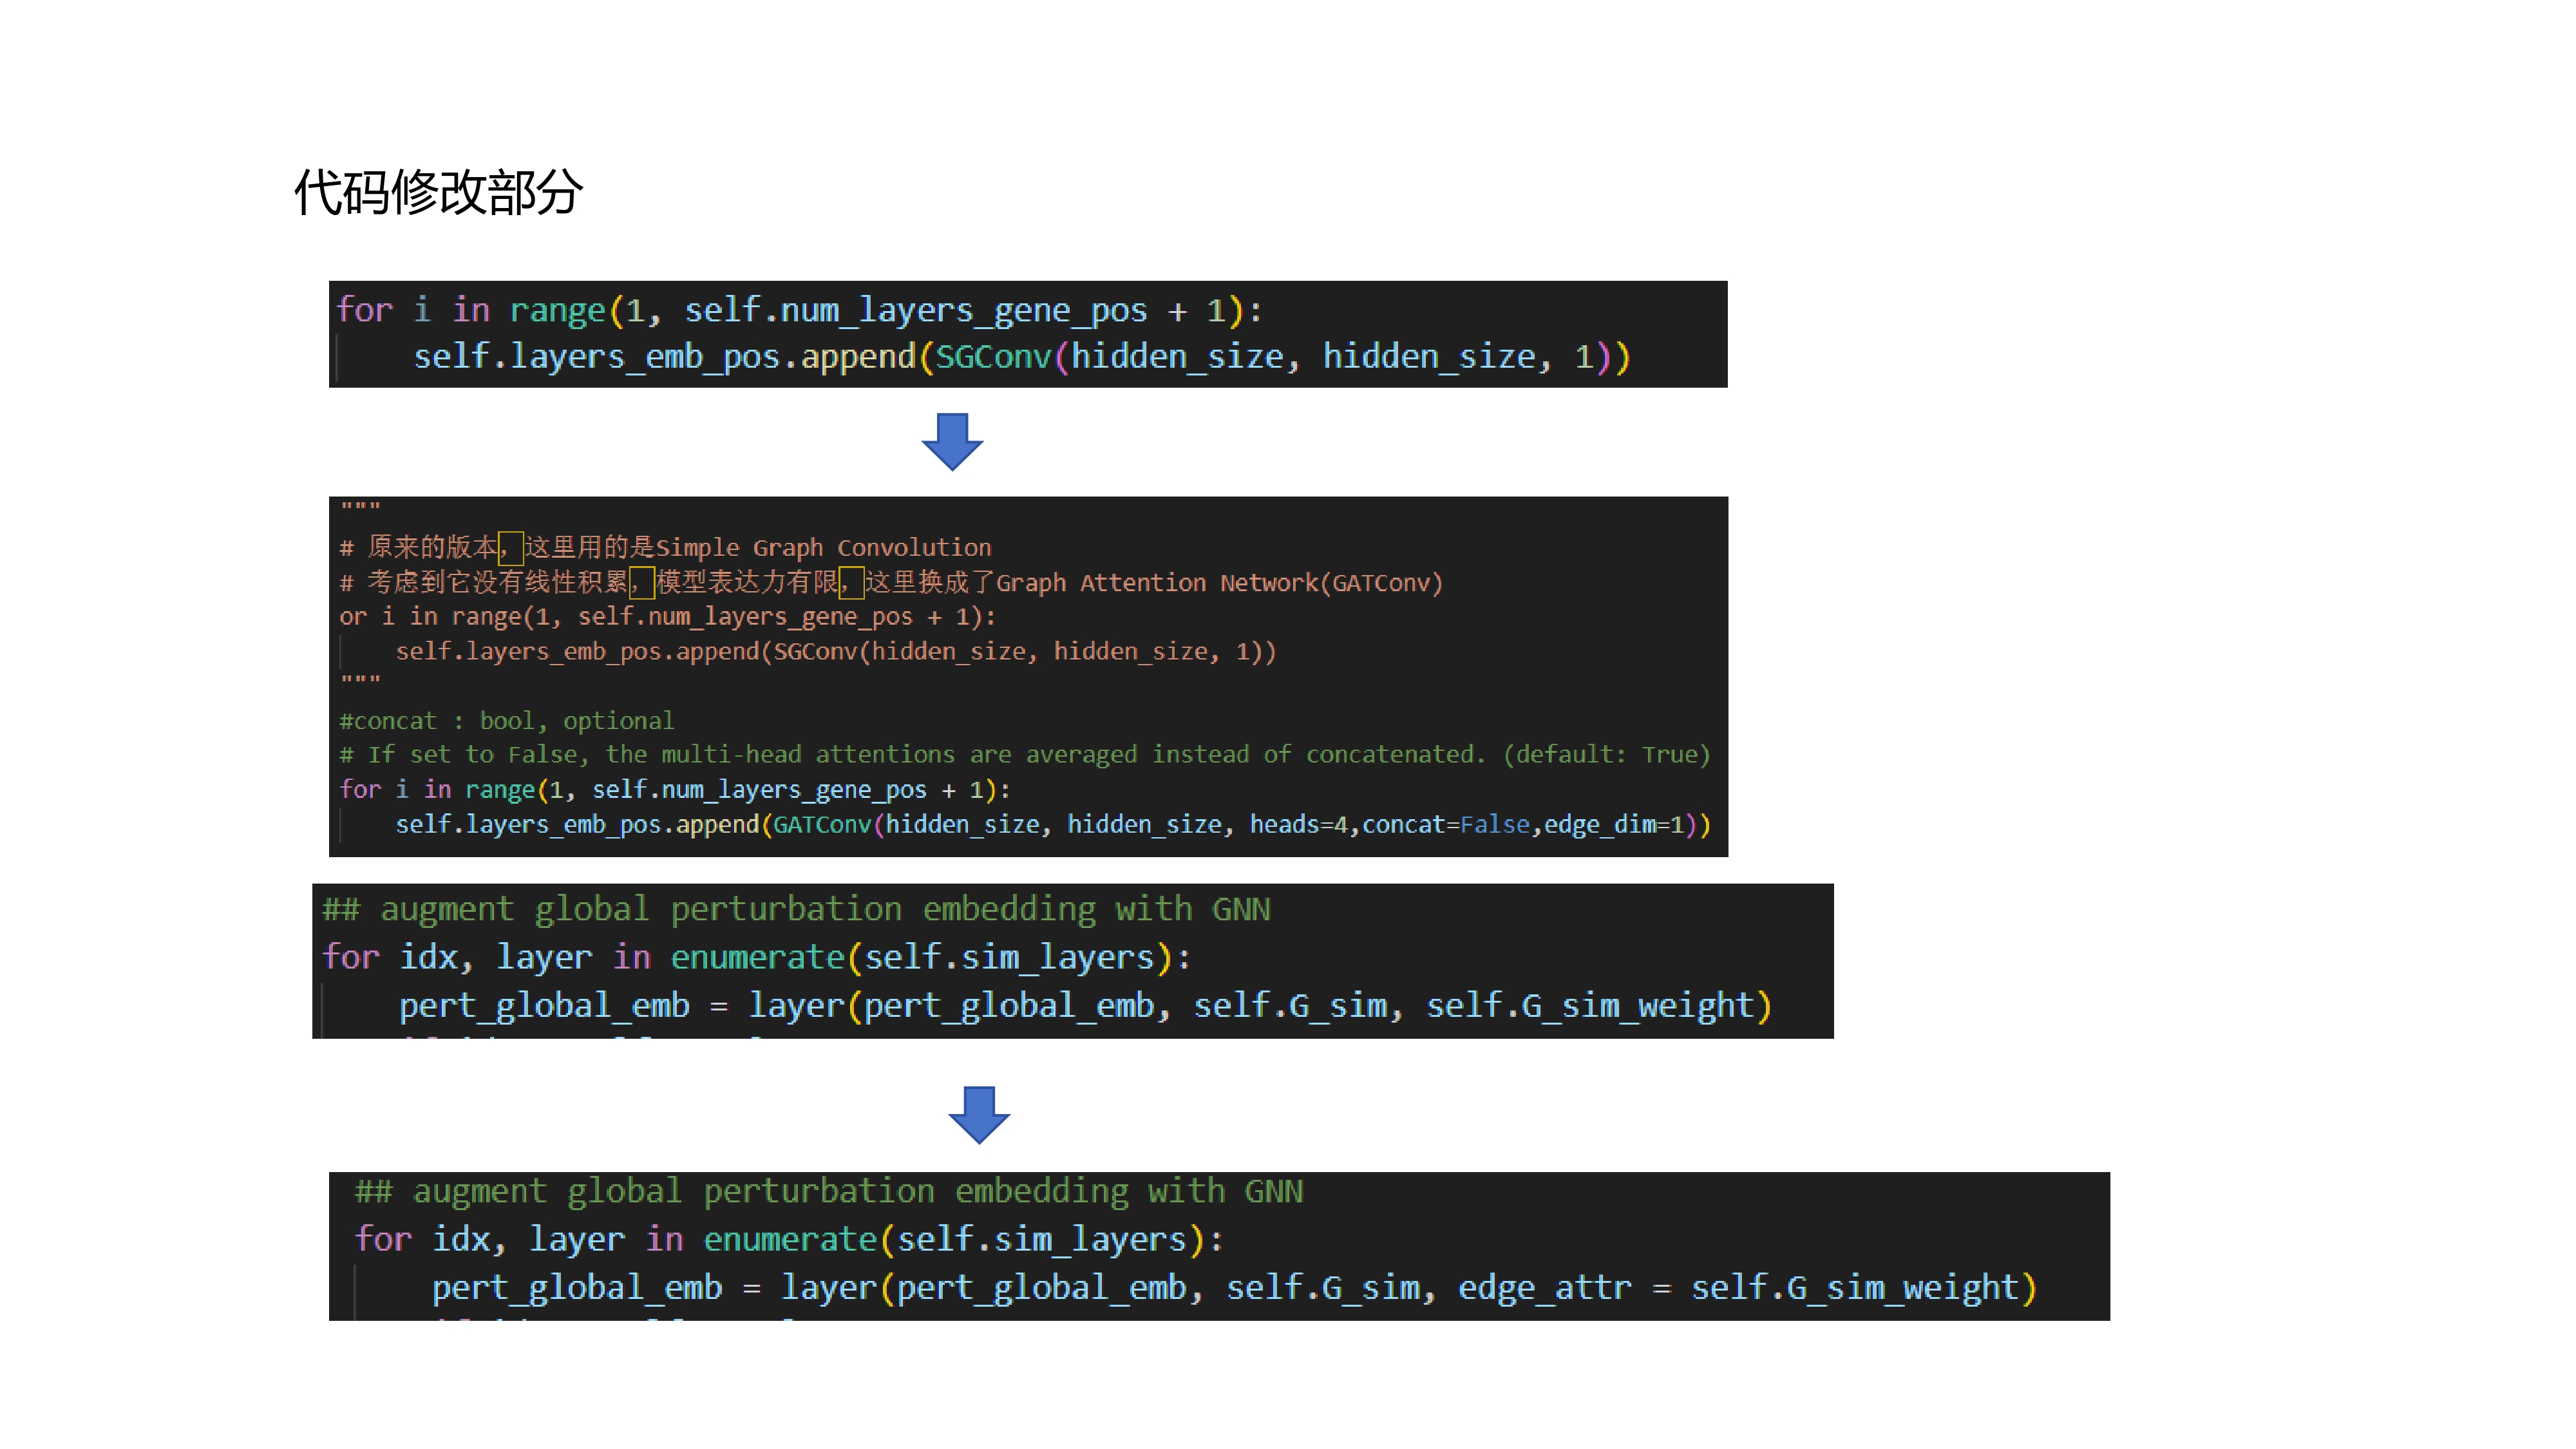 代码修改部分
for i in range(1, self.num_layers_gene_pos + 1):
    self.layers_emb_pos.append(SGConv(hidden_size, hidden_size, 1))
"""
# 原来的版本，这里用的是Simple Graph Convolution
# 考虑到它没有线性积累，模型表达力有限，这里换成了Graph Attention Network(GATConv)
or i in range(1, self.num_layers_gene_pos + 1):
    self.layers_emb_pos.append(SGConv(hidden_size, hidden_size, 1))
"""
#concat : bool, optional
# If set to False, the multi-head attentions are averaged instead of concatenated. (default: True)
for i in range(1, self.num_layers_gene_pos + 1):
    self.layers_emb_pos.append(GATConv(hidden_size, hidden_size, heads=4,concat=False,edge_dim=1))
## augment global perturbation embedding with GNN
for idx, layer in enumerate(self.sim_layers):
    pert_global_emb = layer(pert_global_emb, self.G_sim, self.G_sim_weight)
## augment global perturbation embedding with GNN
for idx, layer in enumerate(self.sim_layers):
    pert_global_emb = layer(pert_global_emb, self.G_sim, edge_attr = self.G_sim_weight)